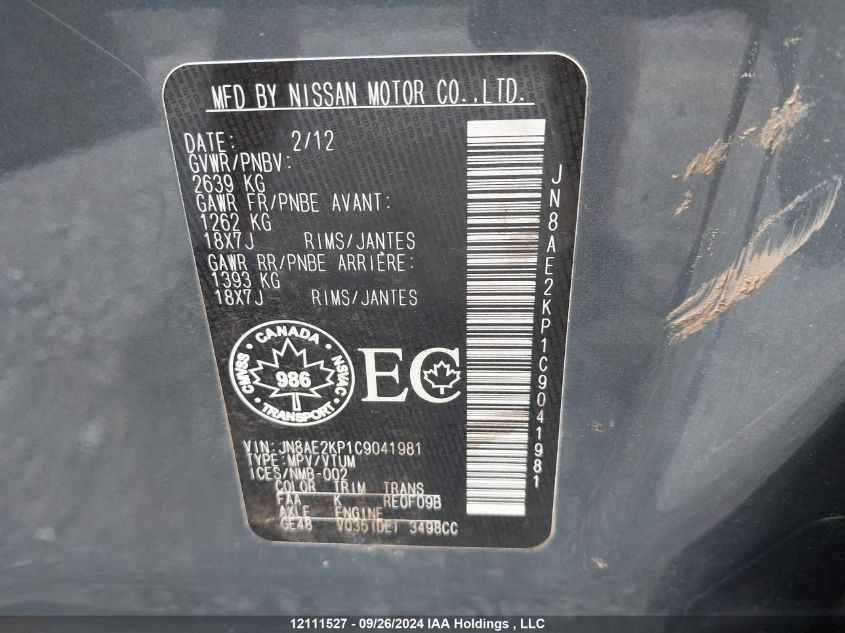 MFD BY NISSAN MOTOR CO.,LTD.
DATE: 2/12
GVWR/PNBV:
2639 KG
GAWR FR/PNBE AVANT:
1262 KG
18X7J RIMS/JANTES
GAWR RR/PNBE ARRIÈRE:
1393 KG
18X7J RIMS/JANTES
CANADA
CMVSS
NSVAC
986
TRANSPORT
EC
VIN:JN8AE2KP1C9041981
TYPE:MPV/VTUM
ICES/NMB-002
COLOR TRIM TRANS
FAA K RE0F09B
AXLE ENGINE
GE48 VQ35(DE) 3498CC
JN8AE2KP1C9041981
12111527 - 09/26/2024 IAA Holdings , LLC